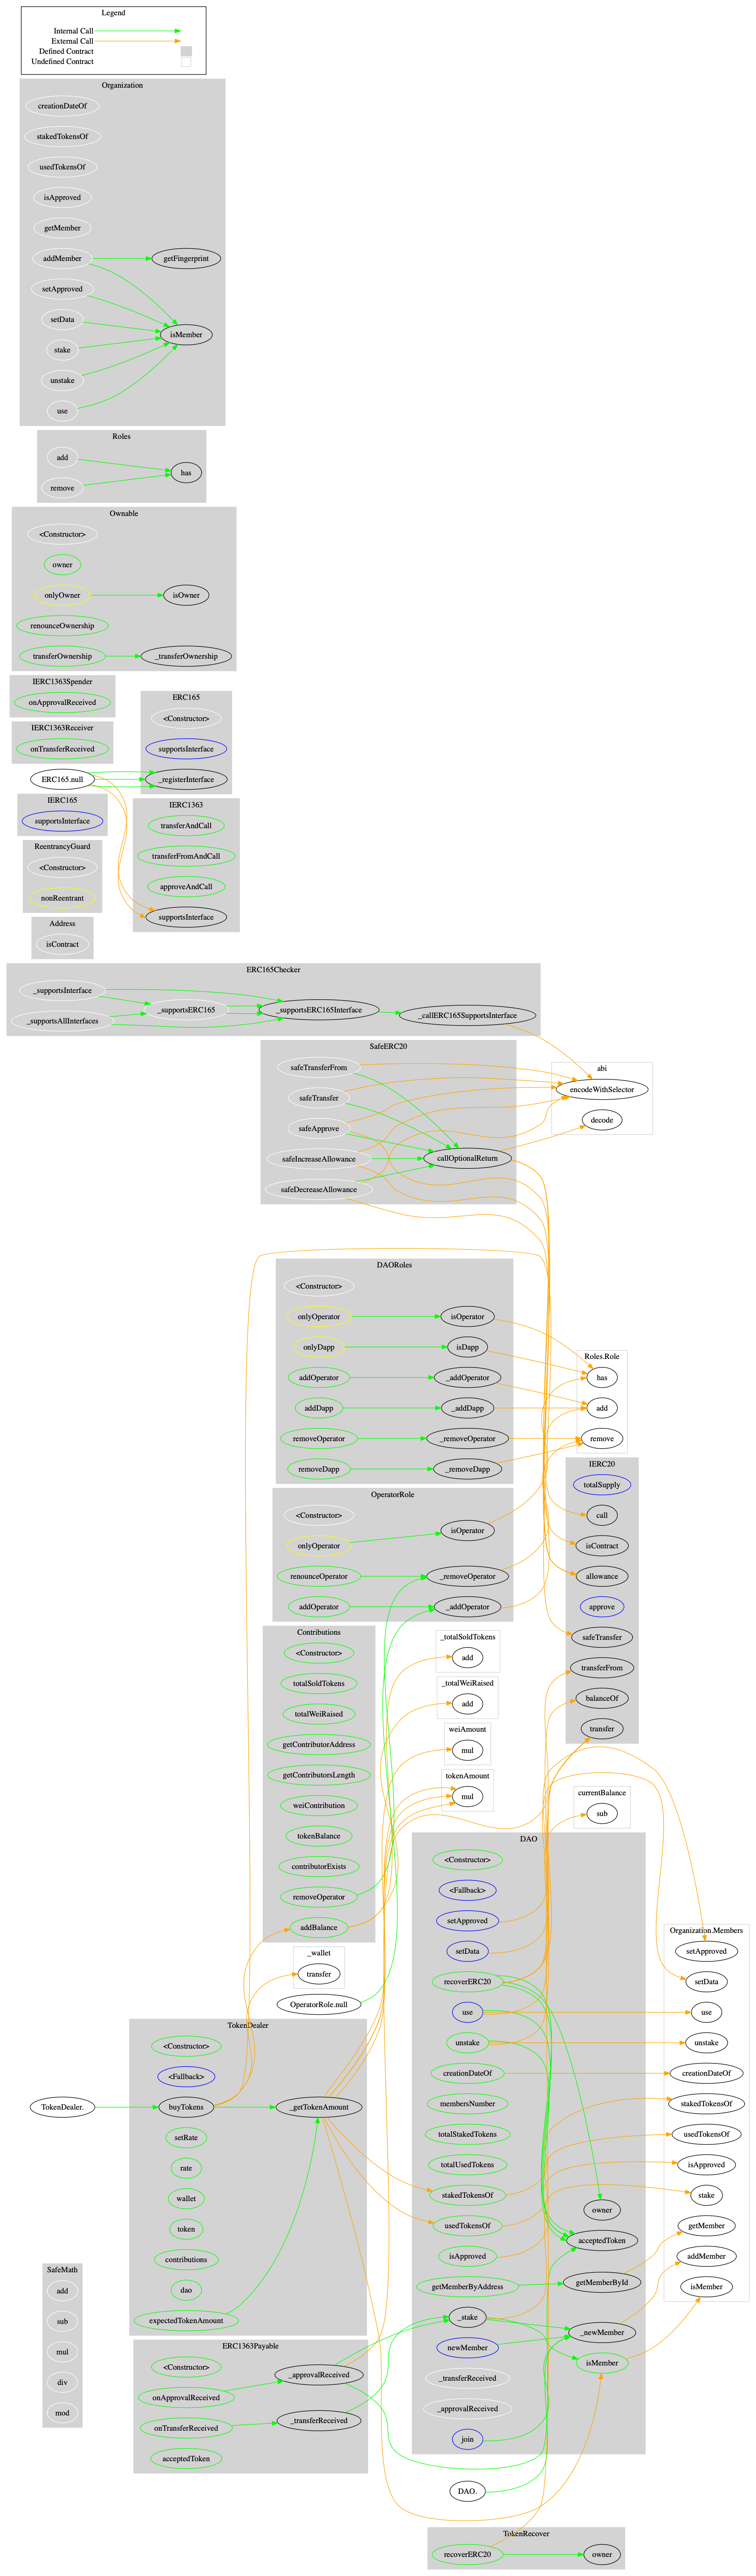 Legend
Internal Call
External Call
Defined Contract
Undefined Contract
Organization
creationDateOf
stakedTokensOf
usedTokensOf
isApproved
getMember
addMember
getFingerprint
setApproved
setData
isMember
stake
unstake
use
Roles
add
has
remove
Ownable
<Constructor>
owner
onlyOwner
isOwner
renounceOwnership
transferOwnership
_transferOwnership
IERC1363Spender
onApprovalReceived
IERC1363Receiver
onTransferReceived
ERC165
<Constructor>
supportsInterface
_registerInterface
ERC165.null
IERC165
supportsInterface
IERC1363
transferAndCall
transferFromAndCall
approveAndCall
supportsInterface
ReentrancyGuard
<Constructor>
nonReentrant
Address
isContract
ERC165Checker
_supportsInterface
_supportsERC165
_supportsERC165Interface
_callERC165SupportsInterface
_supportsAllInterfaces
SafeERC20
safeTransferFrom
safeTransfer
safeApprove
safeIncreaseAllowance
callOptionalReturn
safeDecreaseAllowance
abi
encodeWithSelector
decode
DAORoles
<Constructor>
onlyOperator
isOperator
onlyDapp
isDapp
addOperator
_addOperator
addDapp
_addDapp
removeOperator
_removeOperator
removeDapp
_removeDapp
Roles.Role
has
add
remove
OperatorRole
<Constructor>
onlyOperator
isOperator
renounceOperator
_removeOperator
addOperator
_addOperator
IERC20
totalSupply
call
isContract
allowance
approve
safeTransfer
transferFrom
balanceOf
transfer
Contributions
<Constructor>
totalSoldTokens
totalWeiRaised
getContributorAddress
getContributorsLength
weiContribution
tokenBalance
contributorExists
removeOperator
addBalance
_totalSoldTokens
add
_totalWeiRaised
add
weiAmount
mul
tokenAmount
mul
currentBalance
sub
_wallet
transfer
OperatorRole.null
DAO
<Constructor>
<Fallback>
setApproved
setData
recoverERC20
use
unstake
creationDateOf
membersNumber
totalStakedTokens
totalUsedTokens
stakedTokensOf
owner
usedTokensOf
acceptedToken
isApproved
getMemberByAddress
getMemberById
_stake
_newMember
newMember
isMember
_transferReceived
_approvalReceived
join
Organization.Members
setApproved
setData
use
unstake
creationDateOf
stakedTokensOf
usedTokensOf
isApproved
stake
getMember
addMember
isMember
TokenDealer
<Constructor>
<Fallback>
TokenDealer.
buyTokens
_getTokenAmount
setRate
rate
wallet
token
contributions
dao
expectedTokenAmount
SafeMath
add
sub
mul
div
mod
ERC1363Payable
<Constructor>
_approvalReceived
onApprovalReceived
_transferReceived
onTransferReceived
acceptedToken
DAO.
TokenRecover
recoverERC20
owner